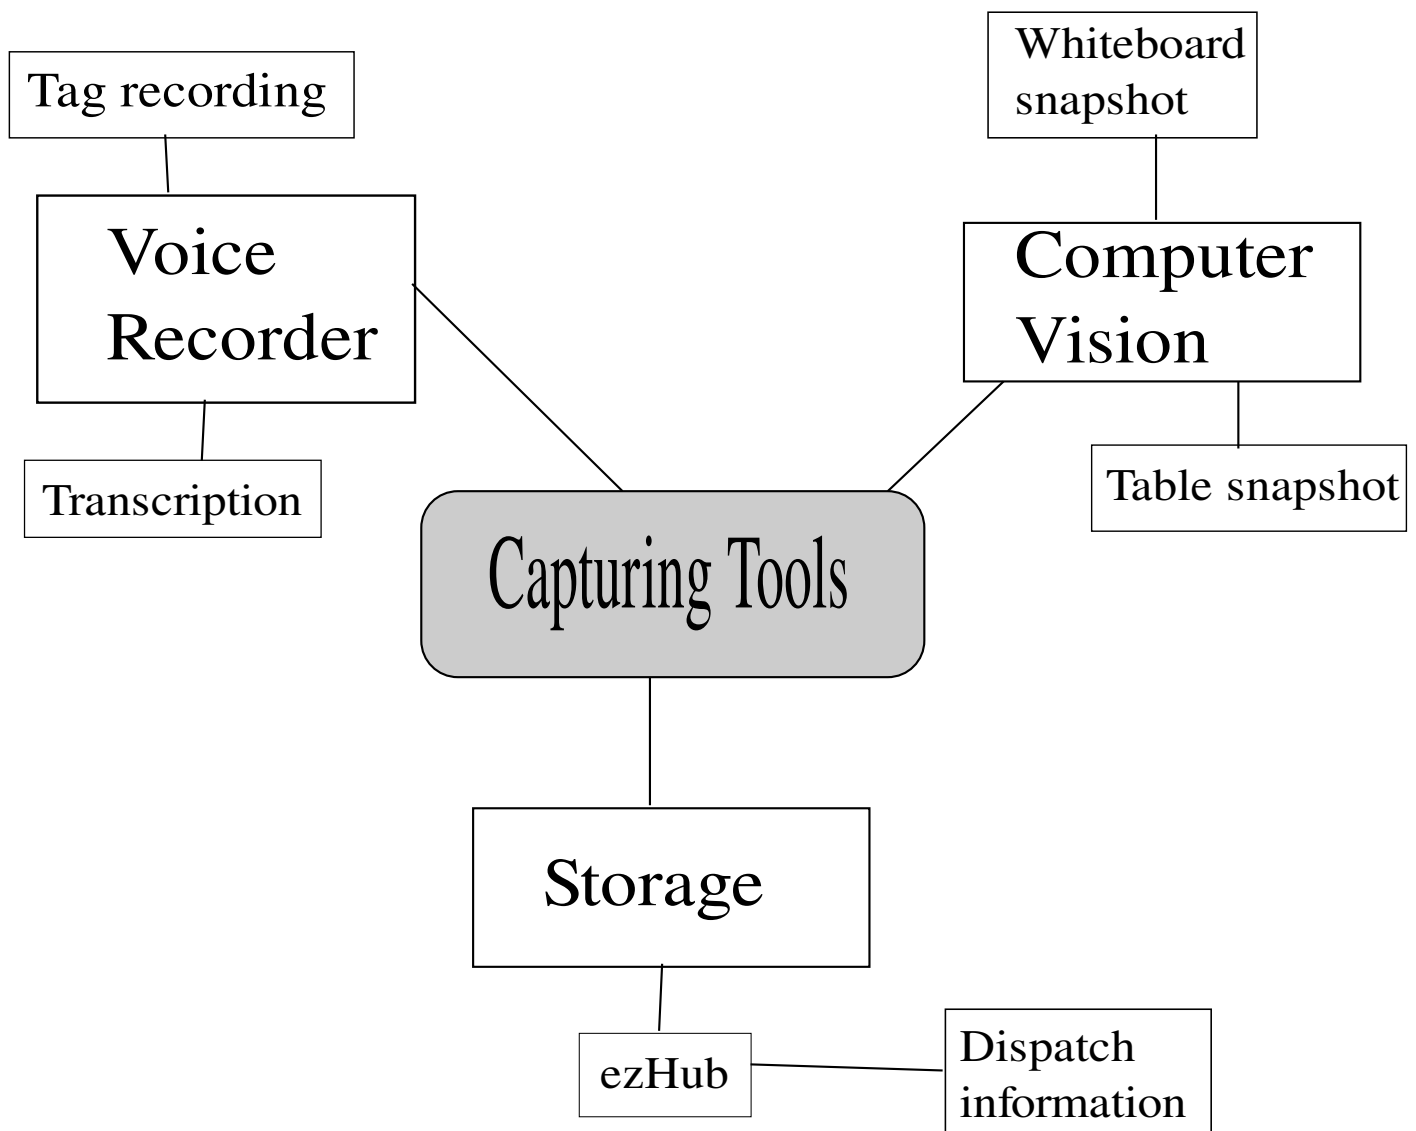 Whiteboard
snapshot
Tag recording
Voice
Recorder
Computer
Vision
Transcription
Table snapshot
Capturing Tools
Storage
ezHub
Dispatch
information